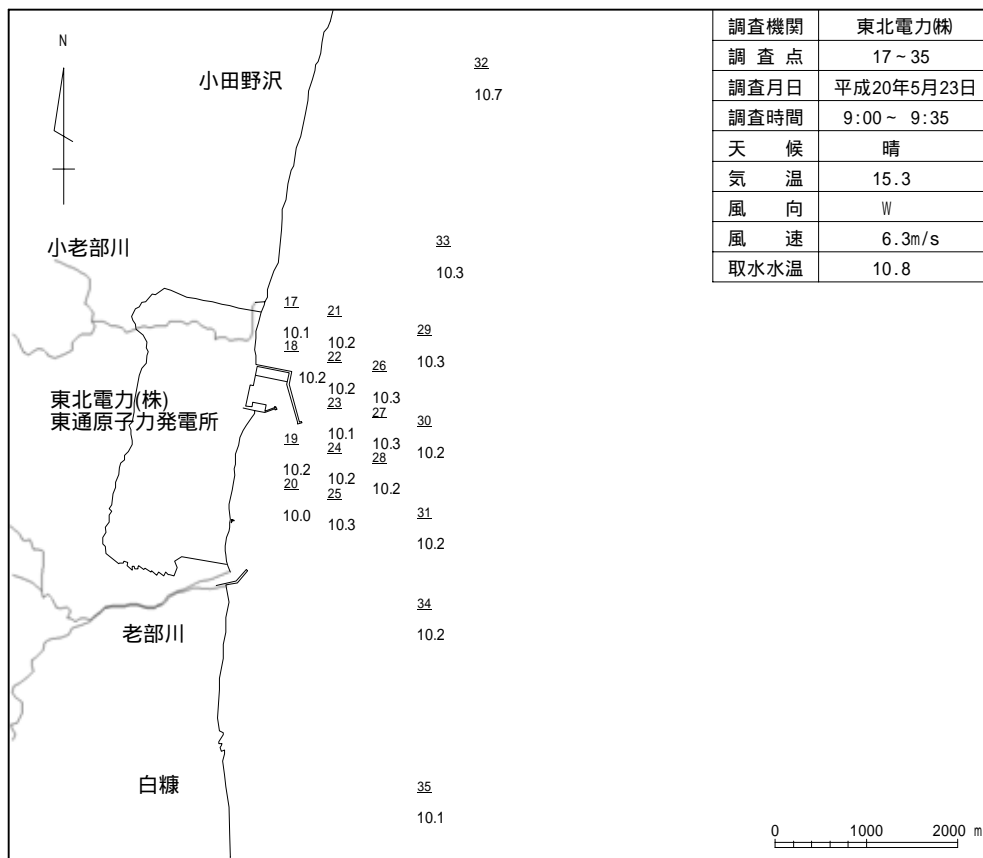 調査機関 東北電力㈱
調査点 17～35
調査月日 平成20年5月23日
調査時間 9:00～ 9:35
天候 晴
気温 15.3
風向 W
風速 6.3m/s
取水水温 10.8
N
小田野沢
32
10.7
小老部川
33
10.3
17
10.1
21
10.2
29
10.3
18
10.2
22
10.2
26
10.3
東北電力(株)
東通原子力発電所
23
10.1
27
10.3
30
10.2
19
10.2
24
10.2
28
10.2
20
10.0
25
10.3
31
10.2
34
10.2
老部川
白糠
35
10.1
0 1000 2000 m